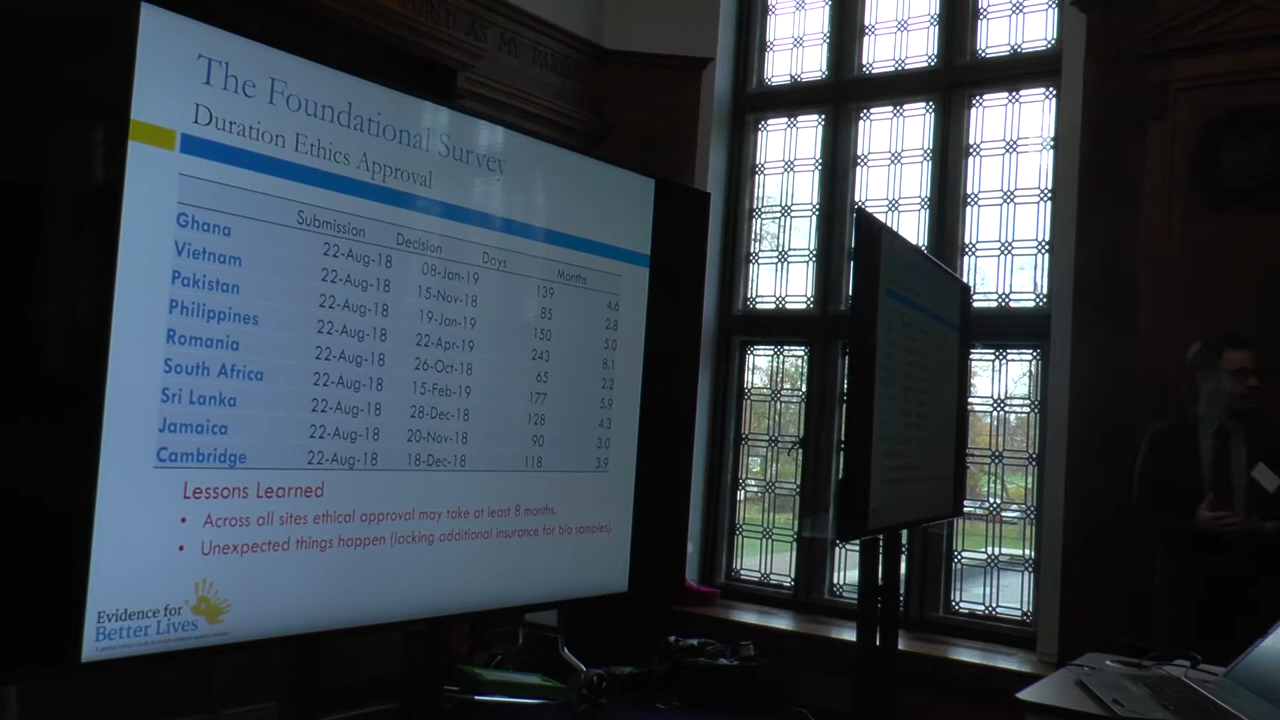 The Foundational Survey
Duration Ethics Approval
Submission Decision Days Months
Ghana 22-Aug-18 08-Jan-19 139 4.6
Vietnam 22-Aug-18 15-Nov-18 85 2.8
Pakistan 22-Aug-18 19-Jan-19 150 5.0
Philippines 22-Aug-18 22-Apr-19 243 8.1
Romania 22-Aug-18 26-Oct-18 65 2.2
South Africa 22-Aug-18 15-Feb-19 177 5.9
Sri Lanka 22-Aug-18 28-Dec-18 128 4.3
Jamaica 22-Aug-18 20-Nov-18 90 3.0
Cambridge 22-Aug-18 18-Dec-18 118 3.9
Lessons Learned
• Across all sites ethical approval may take at least 8 months.
• Unexpected things happen (lacking additional insurance for bio samples).
Evidence for
Better Lives
AS MY